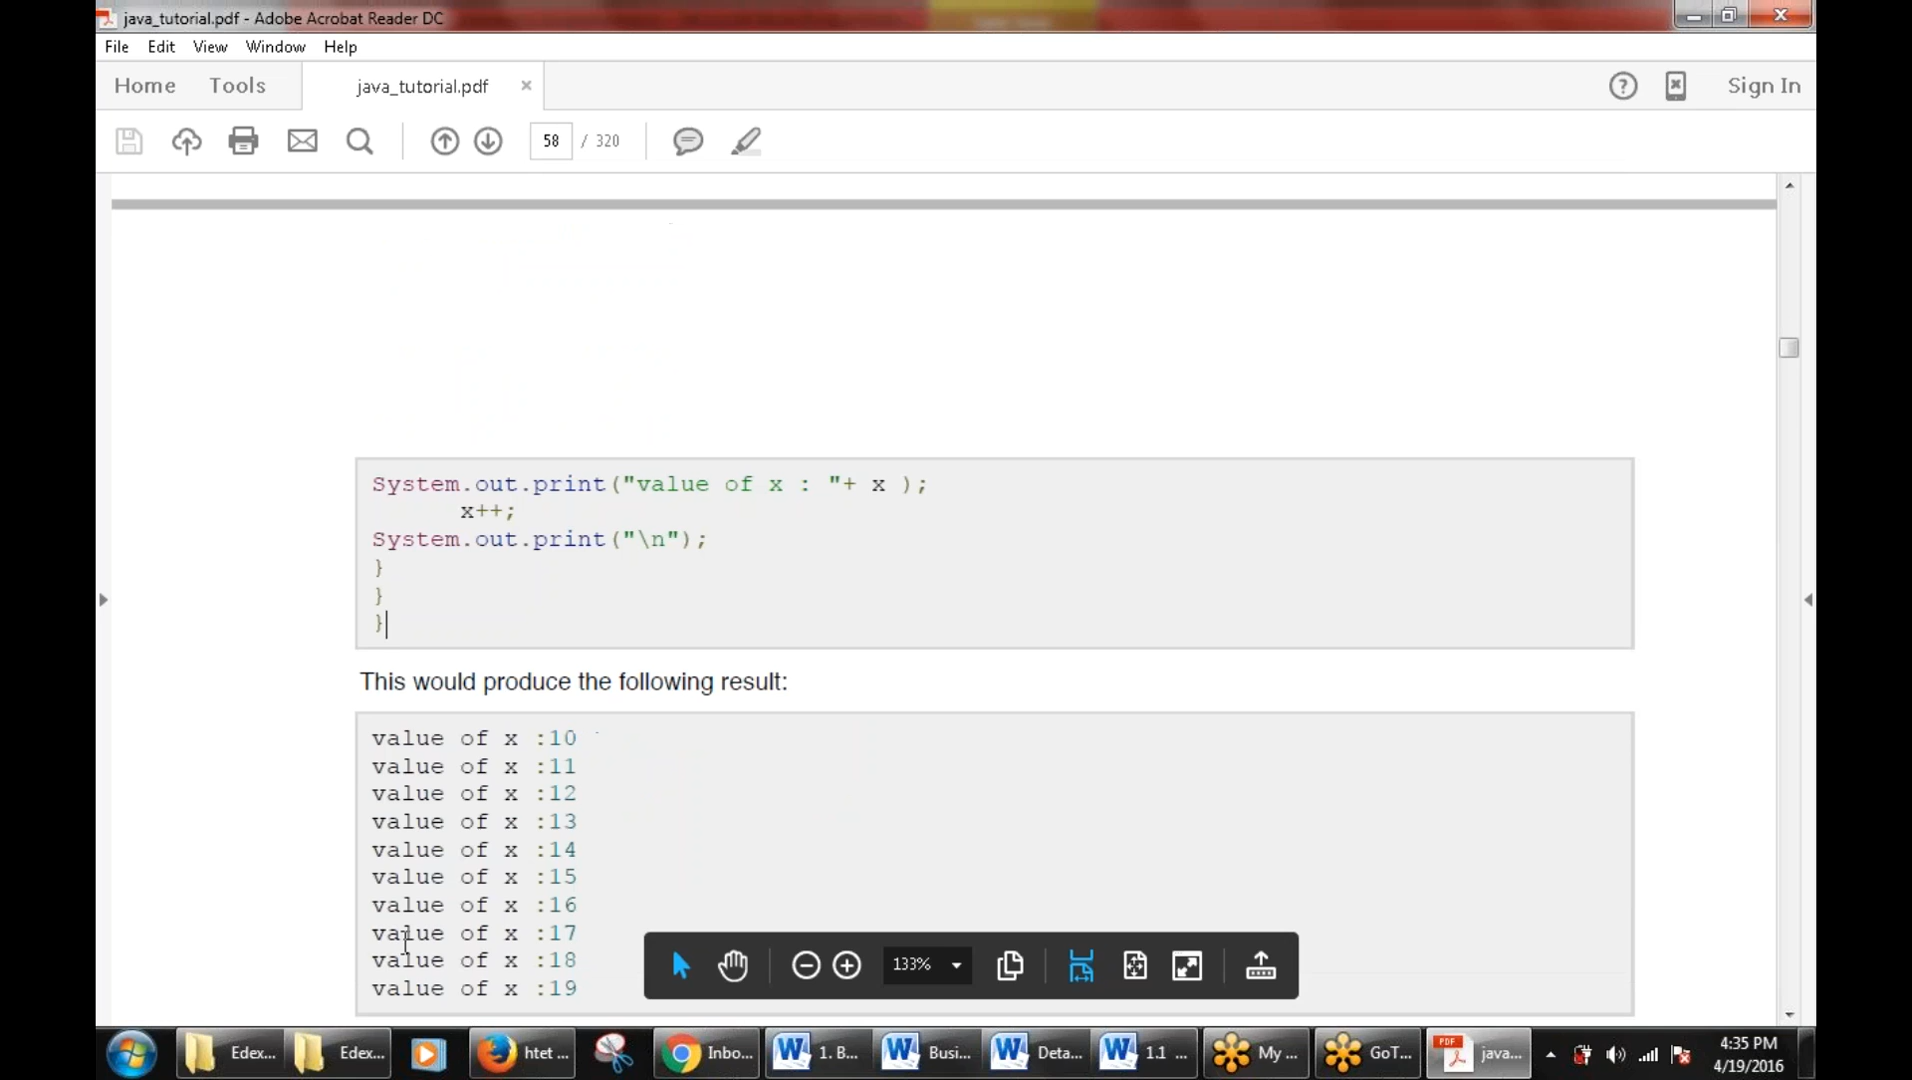 java_tutorial.pdf - Adobe Acrobat Reader DC
File Edit View Window Help
Home Tools java_tutorial.pdf × Sign In
58 / 320
System.out.print("value of x : "+ x );
x++;
System.out.print("\n");
}
}
}
This would produce the following result:
value of x :10
value of x :11
value of x :12
value of x :13
value of x :14
value of x :15
value of x :16
value of x :17
value of x :18
value of x :19
133%
Edex... Edex... htet ... Inbo... 1. B... Busi... Deta... 1.1 ... My ... GoT... PDF java...
4:35 PM
4/19/2016